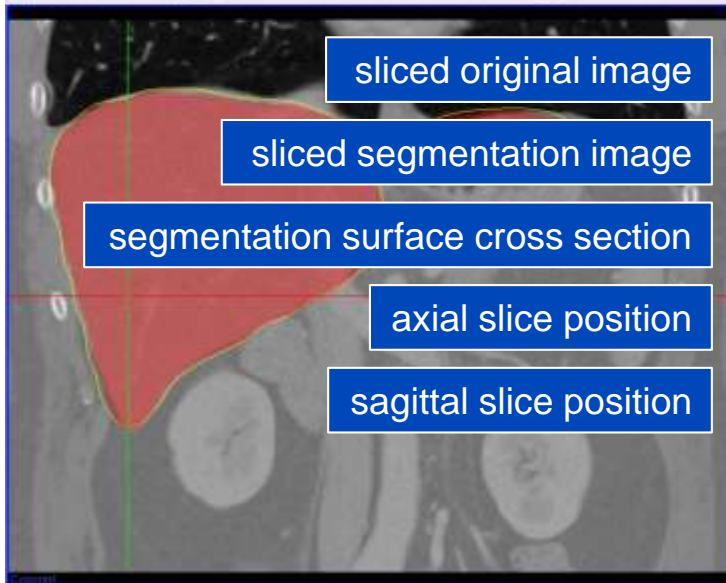 sliced original image
sliced segmentation image
segmentation surface cross section
axial slice position
sagittal slice position